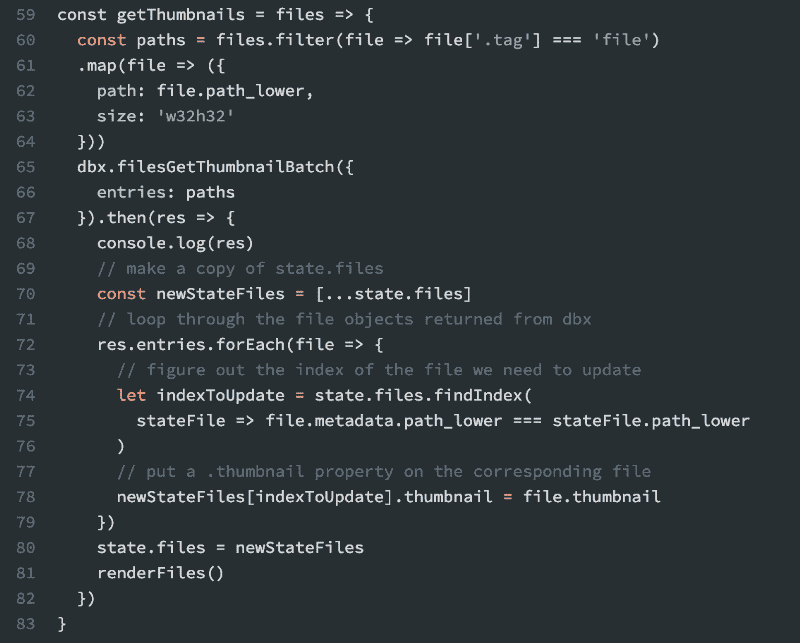 59 const getThumbnails = files => {
60   const paths = files.filter(file => file['.tag'] === 'file')
61   .map(file => ({
62     path: file.path_lower,
63     size: 'w32h32'
64   }))
65   dbx.filesGetThumbnailBatch({
66     entries: paths
67   }).then(res => {
68     console.log(res)
69     // make a copy of state.files
70     const newStateFiles = [...state.files]
71     // loop through the file objects returned from dbx
72     res.entries.forEach(file => {
73       // figure out the index of the file we need to update
74       let indexToUpdate = state.files.findIndex(
75         stateFile => file.metadata.path_lower === stateFile.path_lower
76       )
77       // put a .thumbnail property on the corresponding file
78       newStateFiles[indexToUpdate].thumbnail = file.thumbnail
79     })
80     state.files = newStateFiles
81     renderFiles()
82   })
83 }